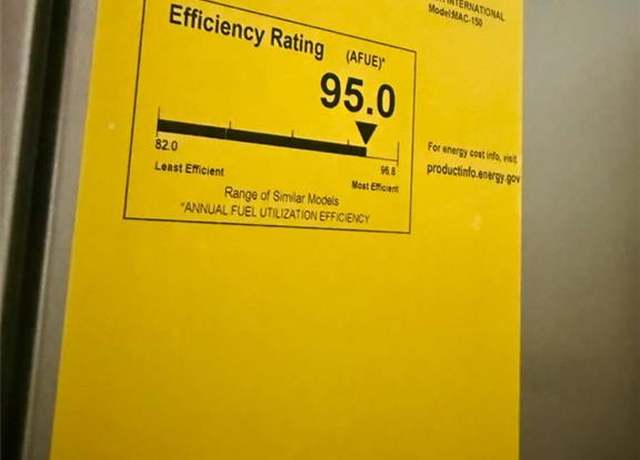 Efficiency Rating (AFUE)*
95.0
82.0
96.8
Least Efficient
Most Efficient
Range of Similar Models
*ANNUAL FUEL UTILIZATION EFFICIENCY
INTERNATIONAL
Model:MAC-150
For energy cost info, visit
productinfo.energy.gov